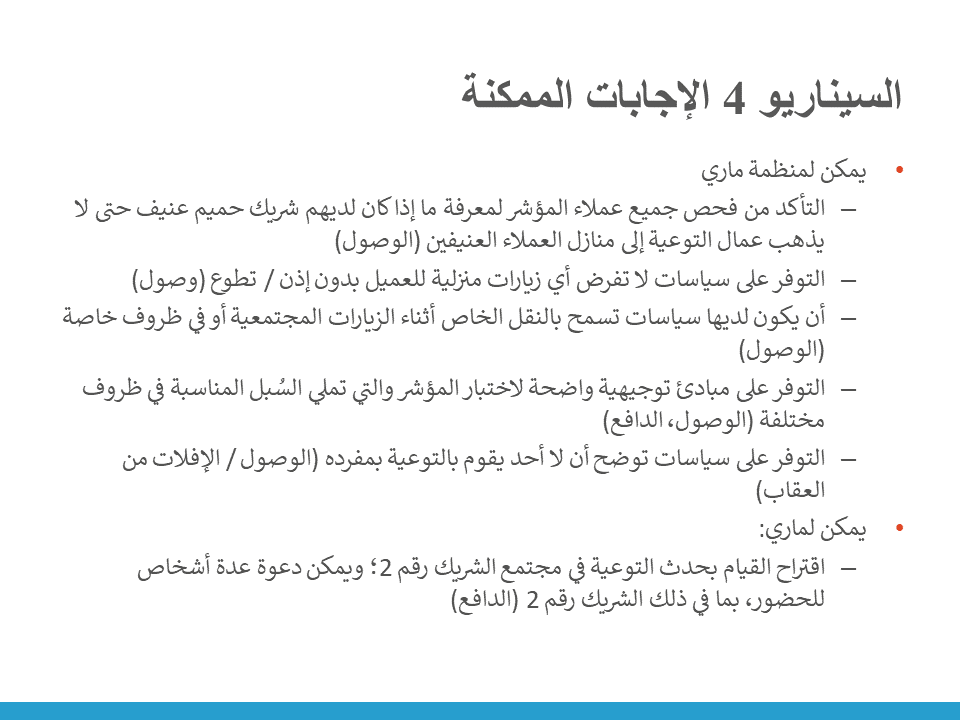 السيناريو 4 الإجابات الممكنة
• يمكن لمنظمة ماري
– التأكد من فحص جميع عملاء المؤشر لمعرفة ما إذا كان لديهم شريك حميم عنيف حتى لا
يذهب عمال التوعية إلى منازل العملاء العنيفين (الوصول)
– التوفر على سياسات لا تفرض أي زيارات منزلية للعميل بدون إذن / تطوع (وصول)
– أن يكون لديها سياسات تسمح بالنقل الخاص أثناء الزيارات المجتمعية أو في ظروف خاصة
(الوصول)
– التوفر على مبادئ توجيهية واضحة لاختبار المؤشر والتي تملي السُبل المناسبة في ظروف
مختلفة (الوصول، الدافع)
– التوفر على سياسات توضح أن لا أحد يقوم بالتوعية بمفرده (الوصول / الإفلات من
العقاب)
• يمكن لماري:
– اقتراح القيام بحدث التوعية في مجتمع الشريك رقم 2؛ ويمكن دعوة عدة أشخاص
للحضور، بما في ذلك الشريك رقم 2 (الدافع)